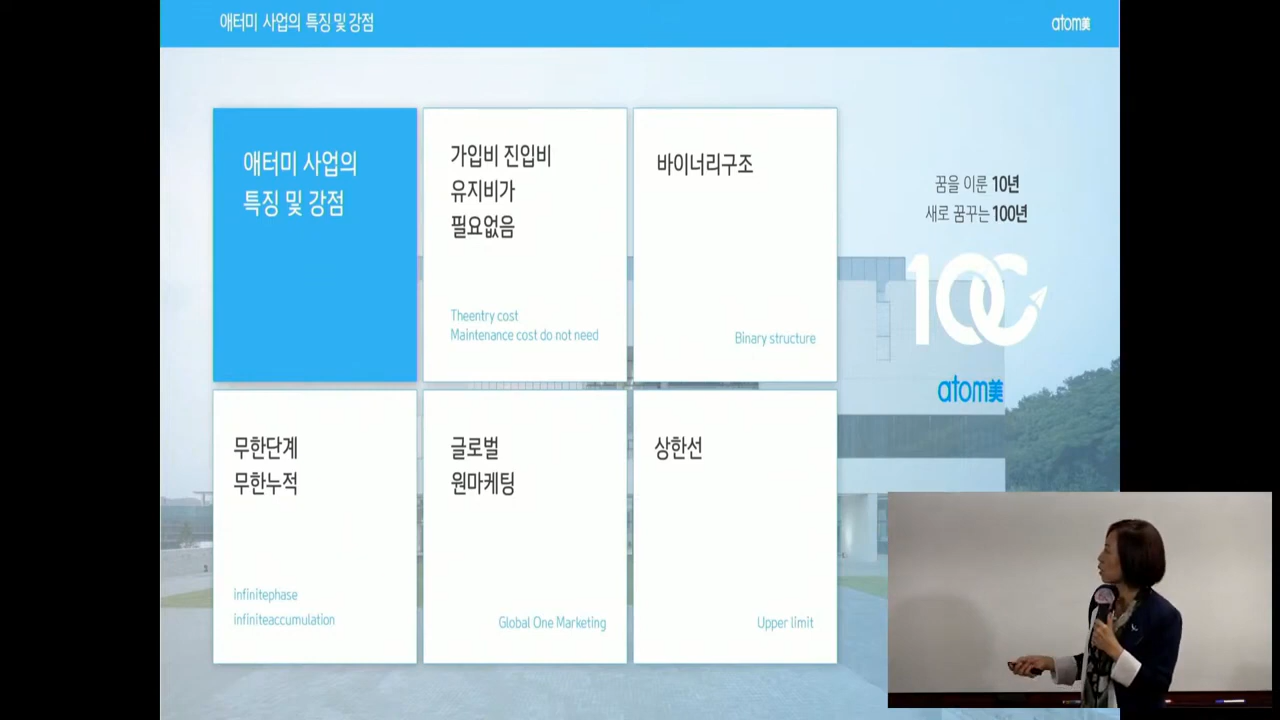 애터미 사업의 특징 및 강점
atom美
애터미 사업의
특징 및 강점
가입비 진입비
유지비가
필요없음
Theentry cost
Maintenance cost do not need
바이너리구조
Binary structure
꿈을 이룬 10년
새로 꿈꾸는 100년
100
atom美
무한단계
무한누적
infinitephase
infiniteaccumulation
글로벌
원마케팅
Global One Marketing
상한선
Upper limit